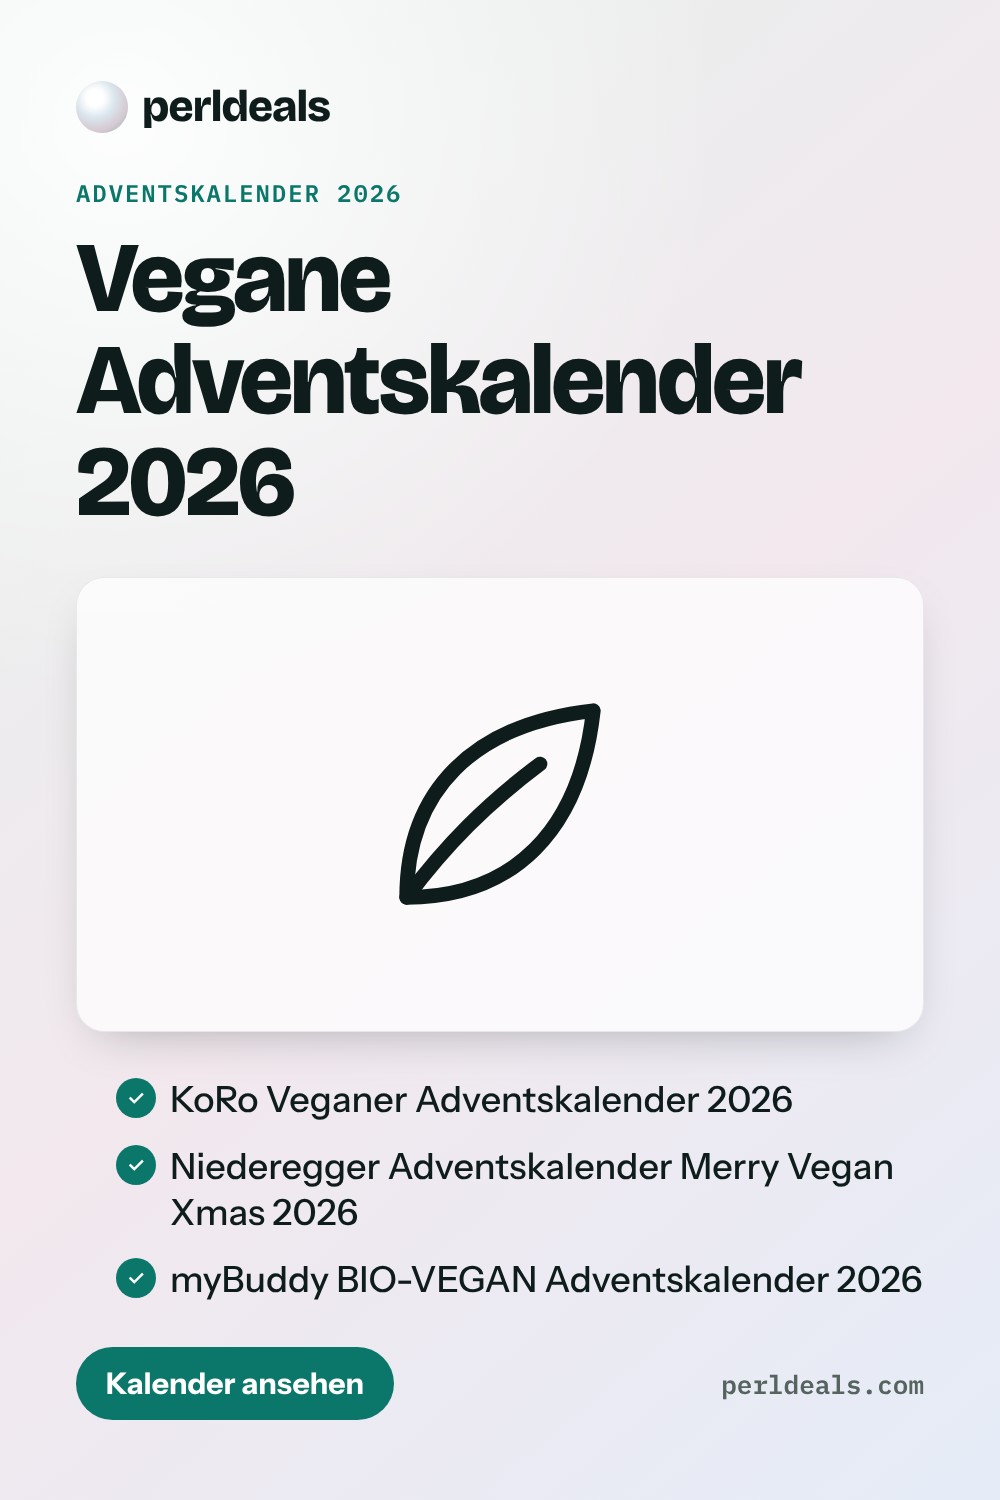 perldeals
ADVENTSKALENDER 2026
Vegane
Adventskalender
2026
KoRo Veganer Adventskalender 2026
Niederegger Adventskalender Merry Vegan
Xmas 2026
myBuddy BIO-VEGAN Adventskalender 2026
Kalender ansehen
perldeals.com